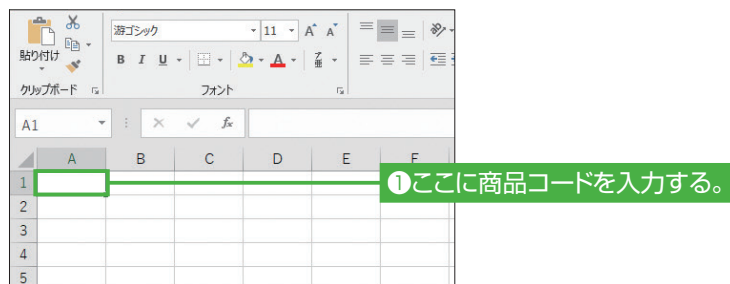 貼り付け
游ゴシック
11
A A
B I U
A
クリップボード
フォント
A1
fx
A B C D E F
1
❶ここに商品コードを入力する。
2
3
4
5